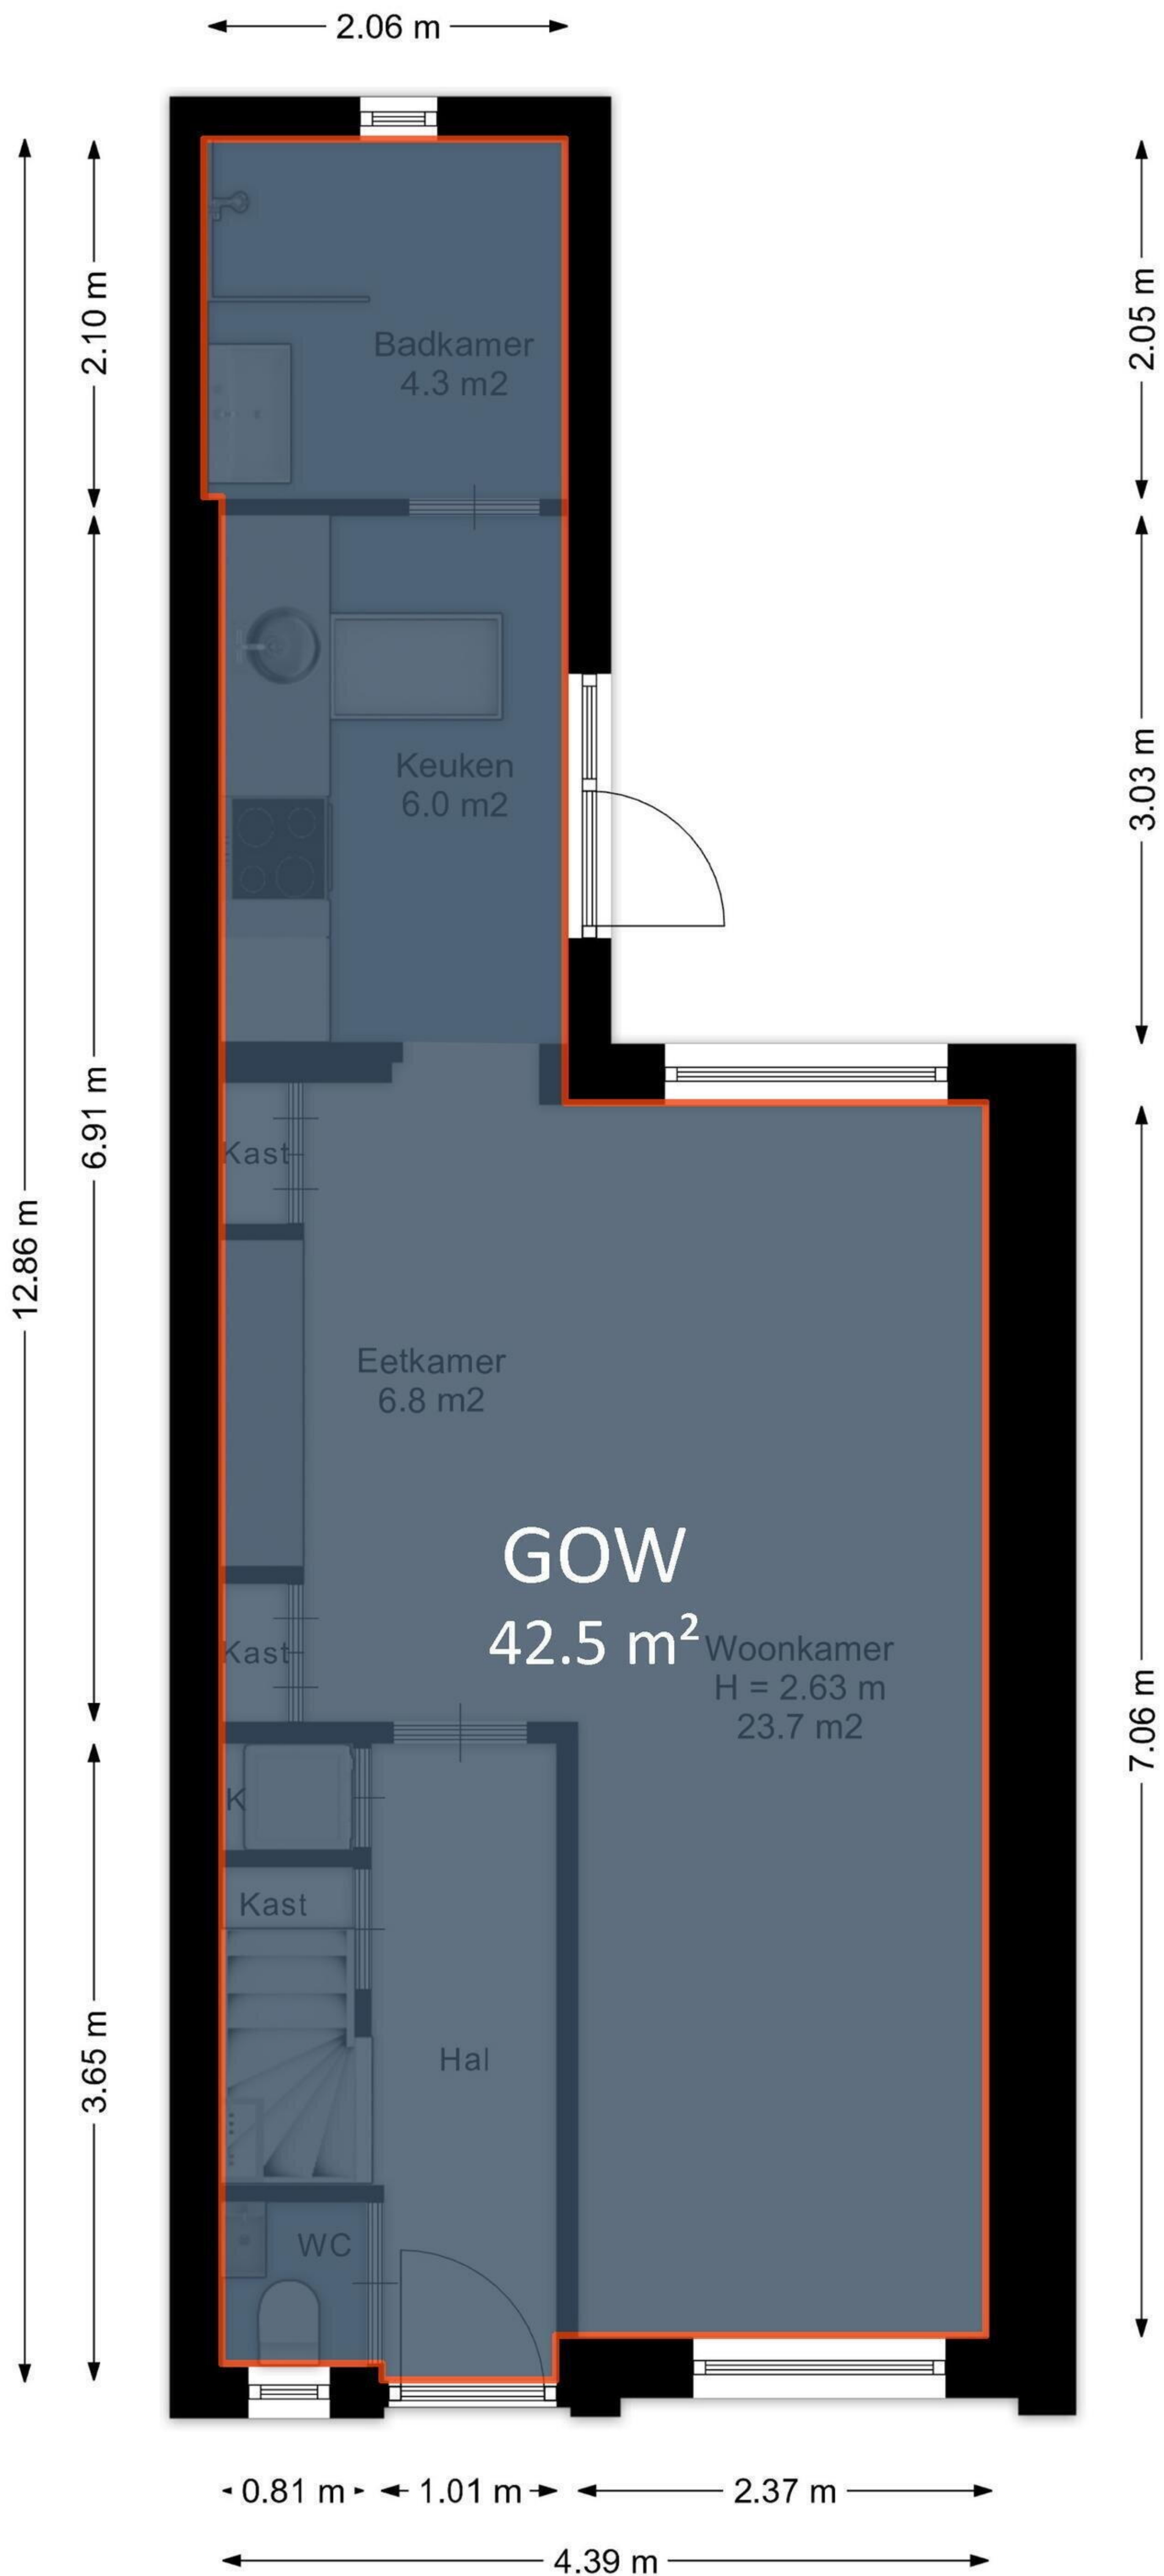 2.06 m
2.10 m
2.05 m
Badkamer
4.3 m2
Keuken
6.0 m2
3.03 m
6.91 m
12.86 m
Kast
Eetkamer
6.8 m2
GOW
42.5 m²
Woonkamer
H = 2.63 m
23.7 m2
Kast
7.06 m
K
Kast
3.65 m
Hal
WC
0.81 m
1.01 m
2.37 m
4.39 m